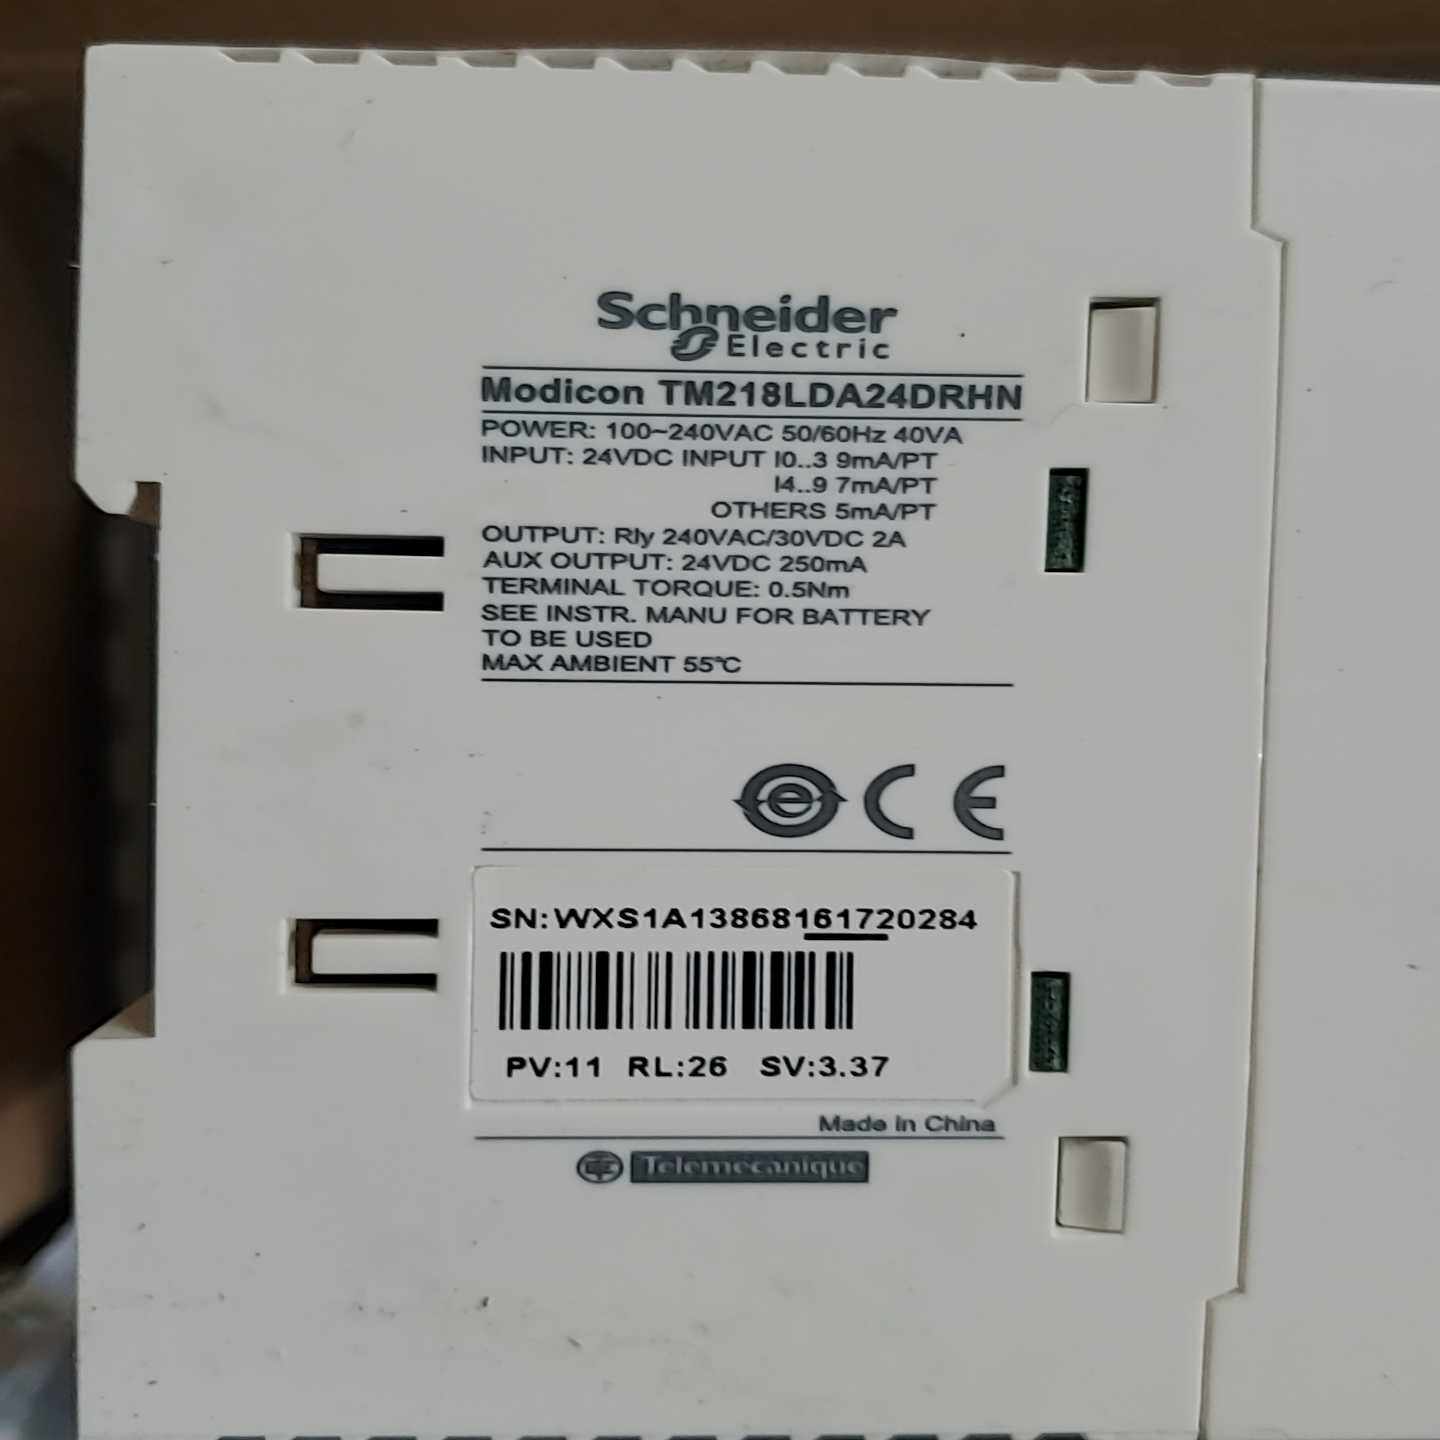 Schneider
Electric
Modicon TM218LDA24DRHN
POWER: 100~240VAC 50/60Hz 40VA
INPUT: 24VDC INPUT I0..3 9mA/PT
I4..9 7mA/PT
OTHERS 5mA/PT
OUTPUT: Rly 240VAC/30VDC 2A
AUX OUTPUT: 24VDC 250mA
TERMINAL TORQUE: 0.5Nm
SEE INSTR. MANU FOR BATTERY
TO BE USED
MAX AMBIENT 55℃
e CE
SN:WXS1A13868161720284
PV:11 RL:26 SV:3.37
Made in China
Telemecanique